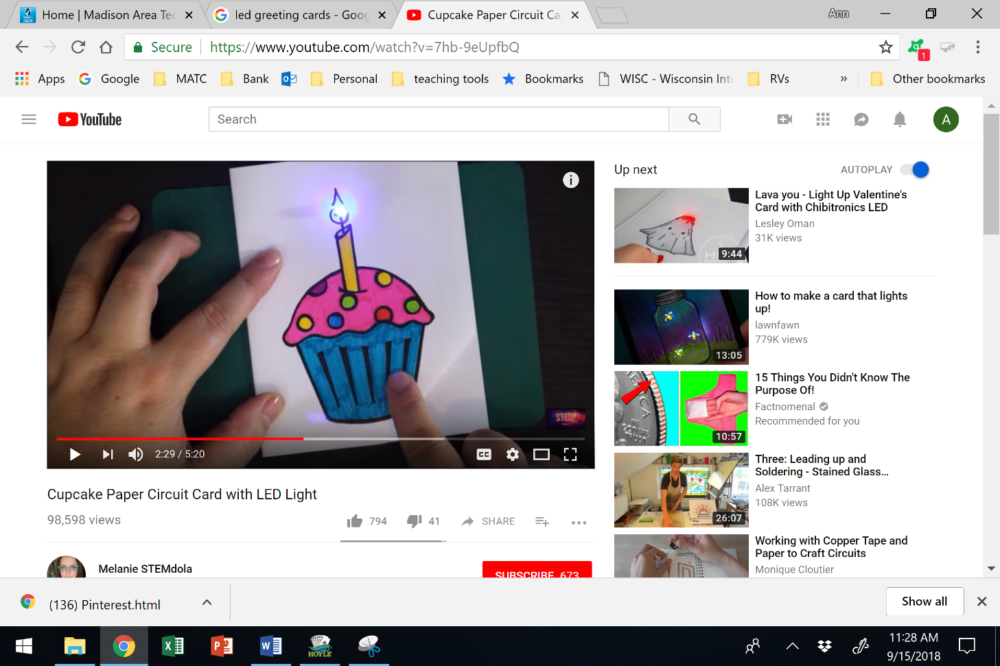 Home | Madison Area Te
led greeting cards - Goog
Cupcake Paper Circuit Ca
Ann
Secure
https://www.youtube.com/watch?v=7hb-9eUpfbQ
1
Apps
Google
MATC
Bank
Personal
teaching tools
Bookmarks
WISC - Wisconsin Int
RVs
»
Other bookmarks
YouTube
Search
A
Up next
AUTOPLAY
Lava you - Light Up Valentine's
Card with Chibitronics LED
Lesley Oman
31K views
9:44
How to make a card that lights
up!
lawnfawn
779K views
13:05
15 Things You Didn't Know The
Purpose Of!
Factnomenal
Recommended for you
10:57
Three: Leading up and
Soldering - Stained Glass...
Alex Tarrant
108K views
26:07
Working with Copper Tape and
Paper to Craft Circuits
Monique Cloutier
STEM
DOLA
2:29 / 5:20
CC
Cupcake Paper Circuit Card with LED Light
98,598 views
794
41
SHARE
Melanie STEMdola
SUBSCRIBE 673
(136) Pinterest.html
Show all
HOYLE
11:28 AM
9/15/2018